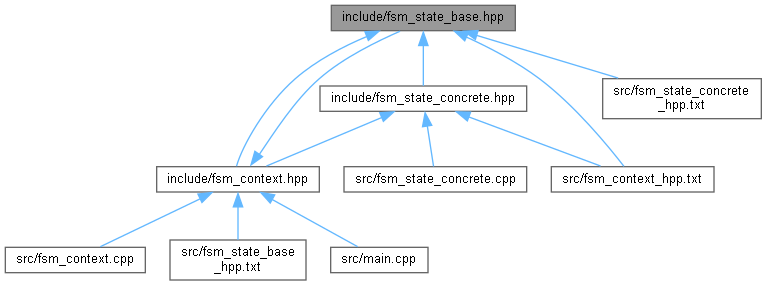 include/fsm_state_base.hpp
include/fsm_state_concrete.hpp
src/fsm_state_concrete
_hpp.txt
include/fsm_context.hpp
src/fsm_state_concrete.cpp
src/fsm_context_hpp.txt
src/fsm_context.cpp
src/fsm_state_base
_hpp.txt
src/main.cpp